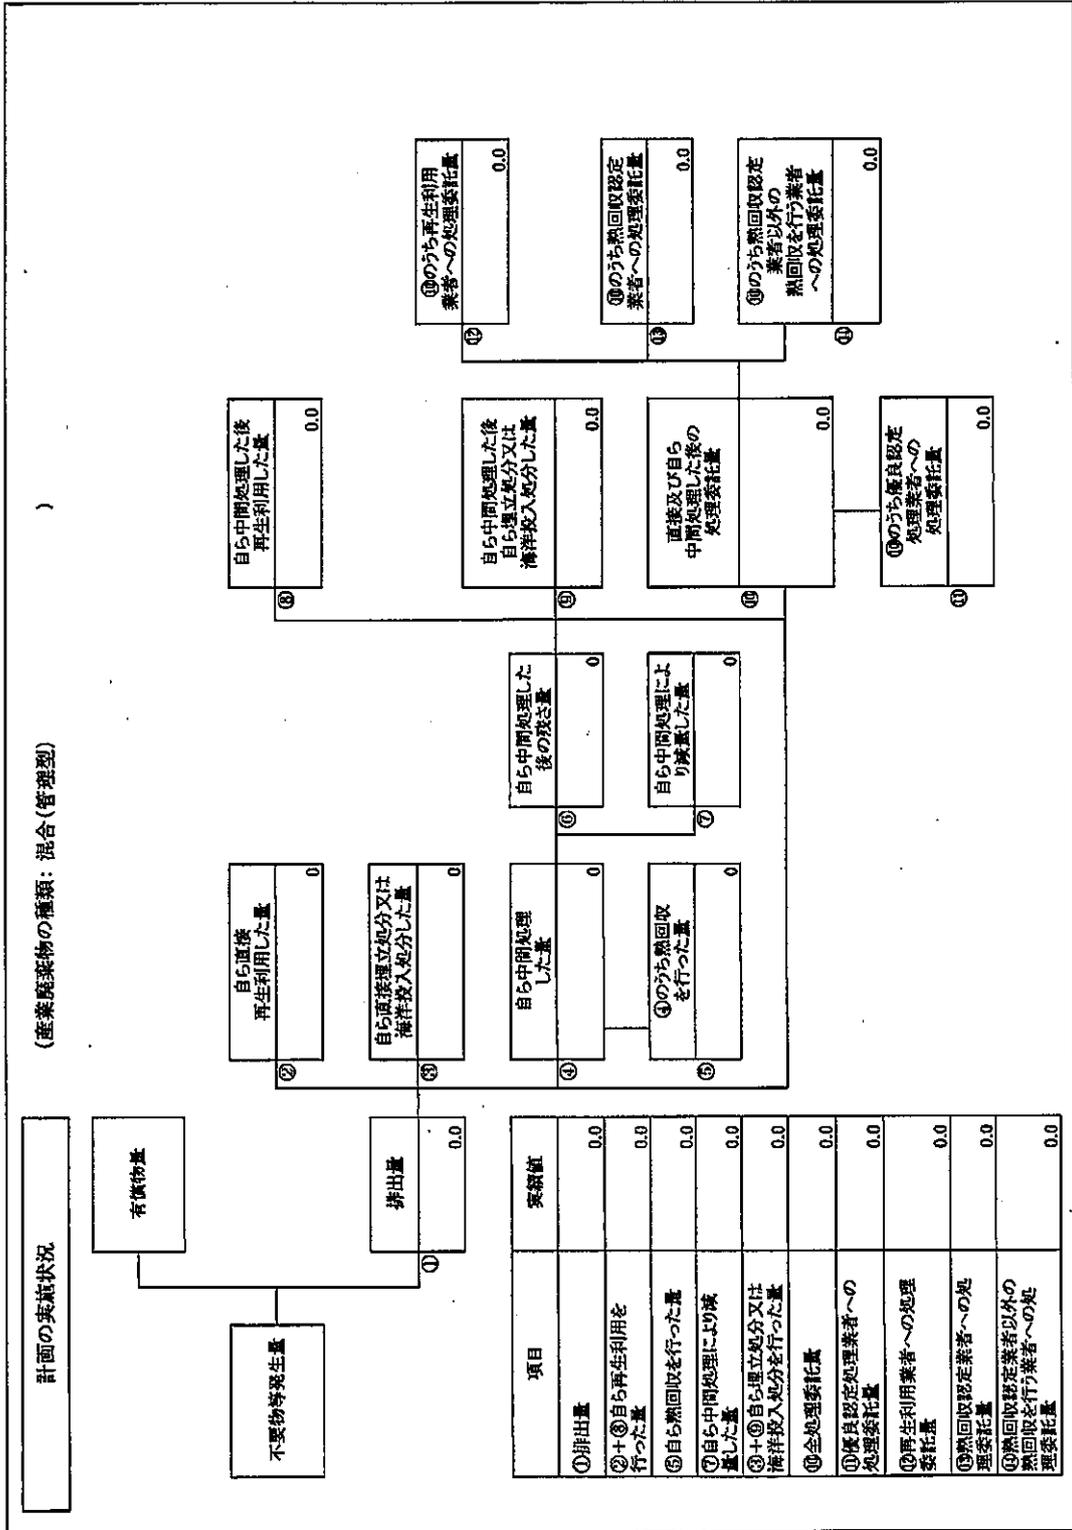 計画の実施状況
(産業廃棄物の種類: 混合(管理型) )
不要物等発生量
有償物量
①
排出量
0.0
②
自ら直接
再生利用した量
0
③
自ら直接埋立処分又は
海洋投入処分した量
0
④
自ら中間処理
した量
0
⑤
④のうち熱回収
を行った量
0
⑥
自ら中間処理した
後の残さ量
0
⑦
自ら中間処理によ
り減量した量
0
⑧
自ら中間処理した後
再生利用した量
0.0
⑨
自ら中間処理した後
自ら埋立処分又は
海洋投入処分した量
0.0
⑩
直接及び自ら
中間処理した後の
処理委託量
0.0
⑪
⑩のうち優良認定
処理業者への
処理委託量
0.0
⑩のうち再生利用
業者への処理委託量
0.0
⑬
⑩のうち熱回収認定
業者への処理委託量
0.0
⑭
⑩のうち熱回収認定
業者以外の
熱回収を行う業者
への処理委託量
0.0
項目 実績値
①排出量 0.0
②+⑧自ら再生利用を
行った量 0.0
⑤自ら熱回収を行った量 0.0
⑦自ら中間処理により減
量した量 0.0
③+⑨自ら埋立処分又は
海洋投入処分を行った量 0.0
⑩全処理委託量 0.0
⑪優良認定処理業者への
処理委託量 0.0
⑫再生利用業者への処理
委託量 0.0
⑬熱回収認定業者への処
理委託量 0.0
⑭熱回収認定業者以外の
熱回収を行う業者への処
理委託量 0.0